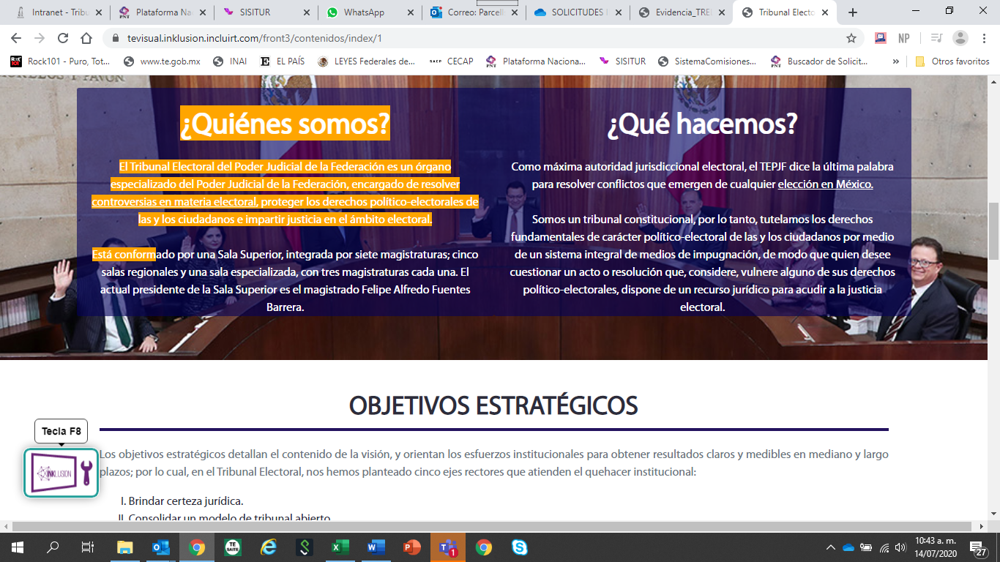 Intranet - Tribu
Plataforma Na
SISITUR
WhatsApp
Correo: Parcell
SOLICITUDES
Evidencia_TREL
Tribunal Electo
tevisual.inklusion.incluirt.com/front3/contenidos/index/1
NP
Rock101 - Puro, Tot...
www.te.gob.mx
INAI
EL PAÍS
LEYES Federales de...
CECAP
Plataforma Naciona...
SISITUR
SistemaComisiones...
Buscador de Solicit...
»
Otros favoritos
¿Quiénes somos?
El Tribunal Electoral del Poder Judicial de la Federación es un órgano
especializado del Poder Judicial de la Federación, encargado de resolver
controversias en materia electoral, proteger los derechos político-electorales de
las y los ciudadanos e impartir justicia en el ámbito electoral.
Está conformado por una Sala Superior, integrada por siete magistraturas; cinco
salas regionales y una sala especializada, con tres magistraturas cada una. El
actual presidente de la Sala Superior es el magistrado Felipe Alfredo Fuentes
Barrera.
¿Qué hacemos?
Como máxima autoridad jurisdiccional electoral, el TEPJF dice la última palabra
para resolver conflictos que emergen de cualquier elección en México.
Somos un tribunal constitucional, por lo tanto, tutelamos los derechos
fundamentales de carácter político-electoral de las y los ciudadanos por medio
de un sistema integral de medios de impugnación, de modo que quien desee
cuestionar un acto o resolución que, considere, vulnere alguno de sus derechos
político-electorales, dispone de un recurso jurídico para acudir a la justicia
electoral.
OBJETIVOS ESTRATÉGICOS
Tecla F8
INKLUSION
Los objetivos estratégicos detallan el contenido de la visión, y orientan los esfuerzos institucionales para obtener resultados claros y medibles en mediano y largo
plazos; por lo cual, en el Tribunal Electoral, nos hemos planteado cinco ejes rectores que atienden el quehacer institucional:
I. Brindar certeza jurídica.
II. Consolidar un modelo de tribunal abierto
TE
SAITE
1
10:43 a. m.
14/07/2020
27